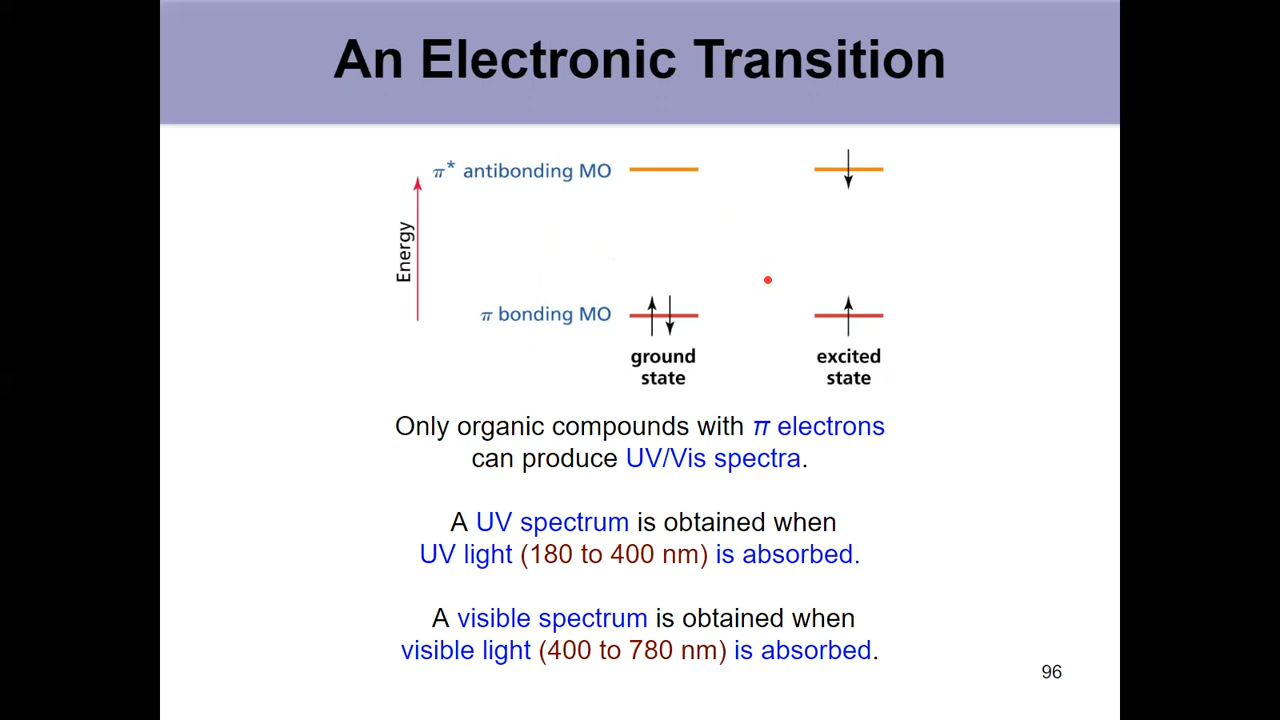 An Electronic Transition
π* antibonding MO
Energy
π bonding MO
ground
state
excited
state
Only organic compounds with π electrons
can produce UV/Vis spectra.
A UV spectrum is obtained when
UV light (180 to 400 nm) is absorbed.
A visible spectrum is obtained when
visible light (400 to 780 nm) is absorbed.
96